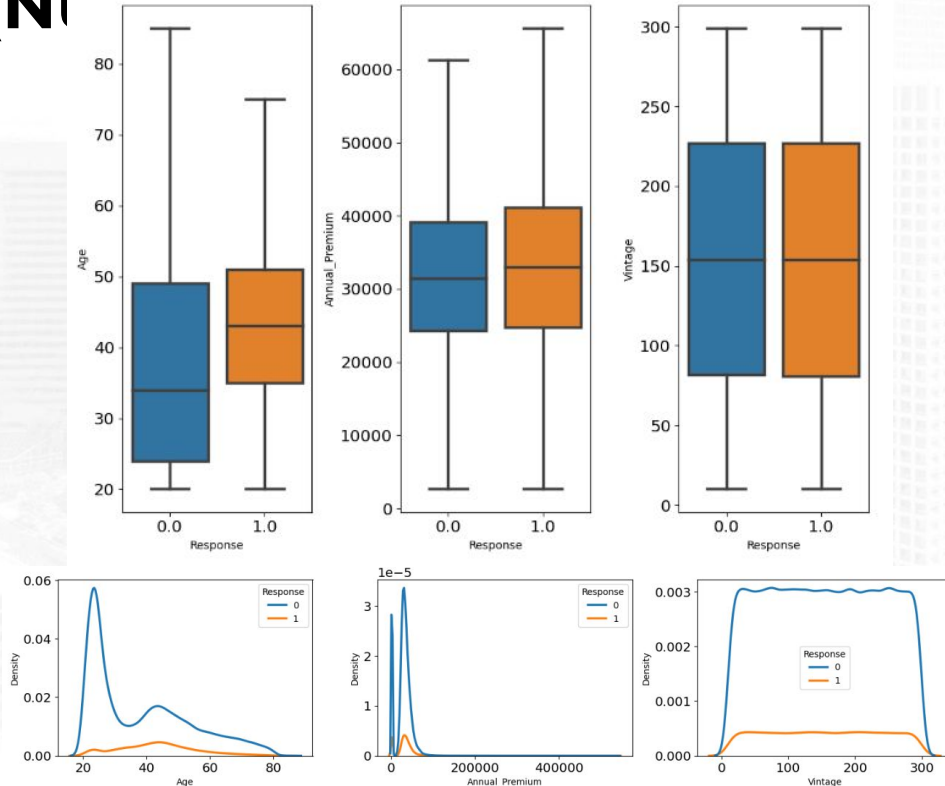 80
70
60
50
40
30
20
Age
0.0 1.0
Response
60000
50000
40000
30000
20000
10000
0
Annual_Premium
0.0 1.0
Response
300
250
200
150
100
50
0
Vintage
0.0 1.0
Response
0.06
0.04
0.02
0.00
Density
Response
0
1
20 40 60 80
Age
1e−5
3
2
1
0
Density
Response
0
1
0 200000 400000
Annual_Premium
0.003
0.002
0.001
0.000
Density
Response
0
1
0 100 200 300
Vintage